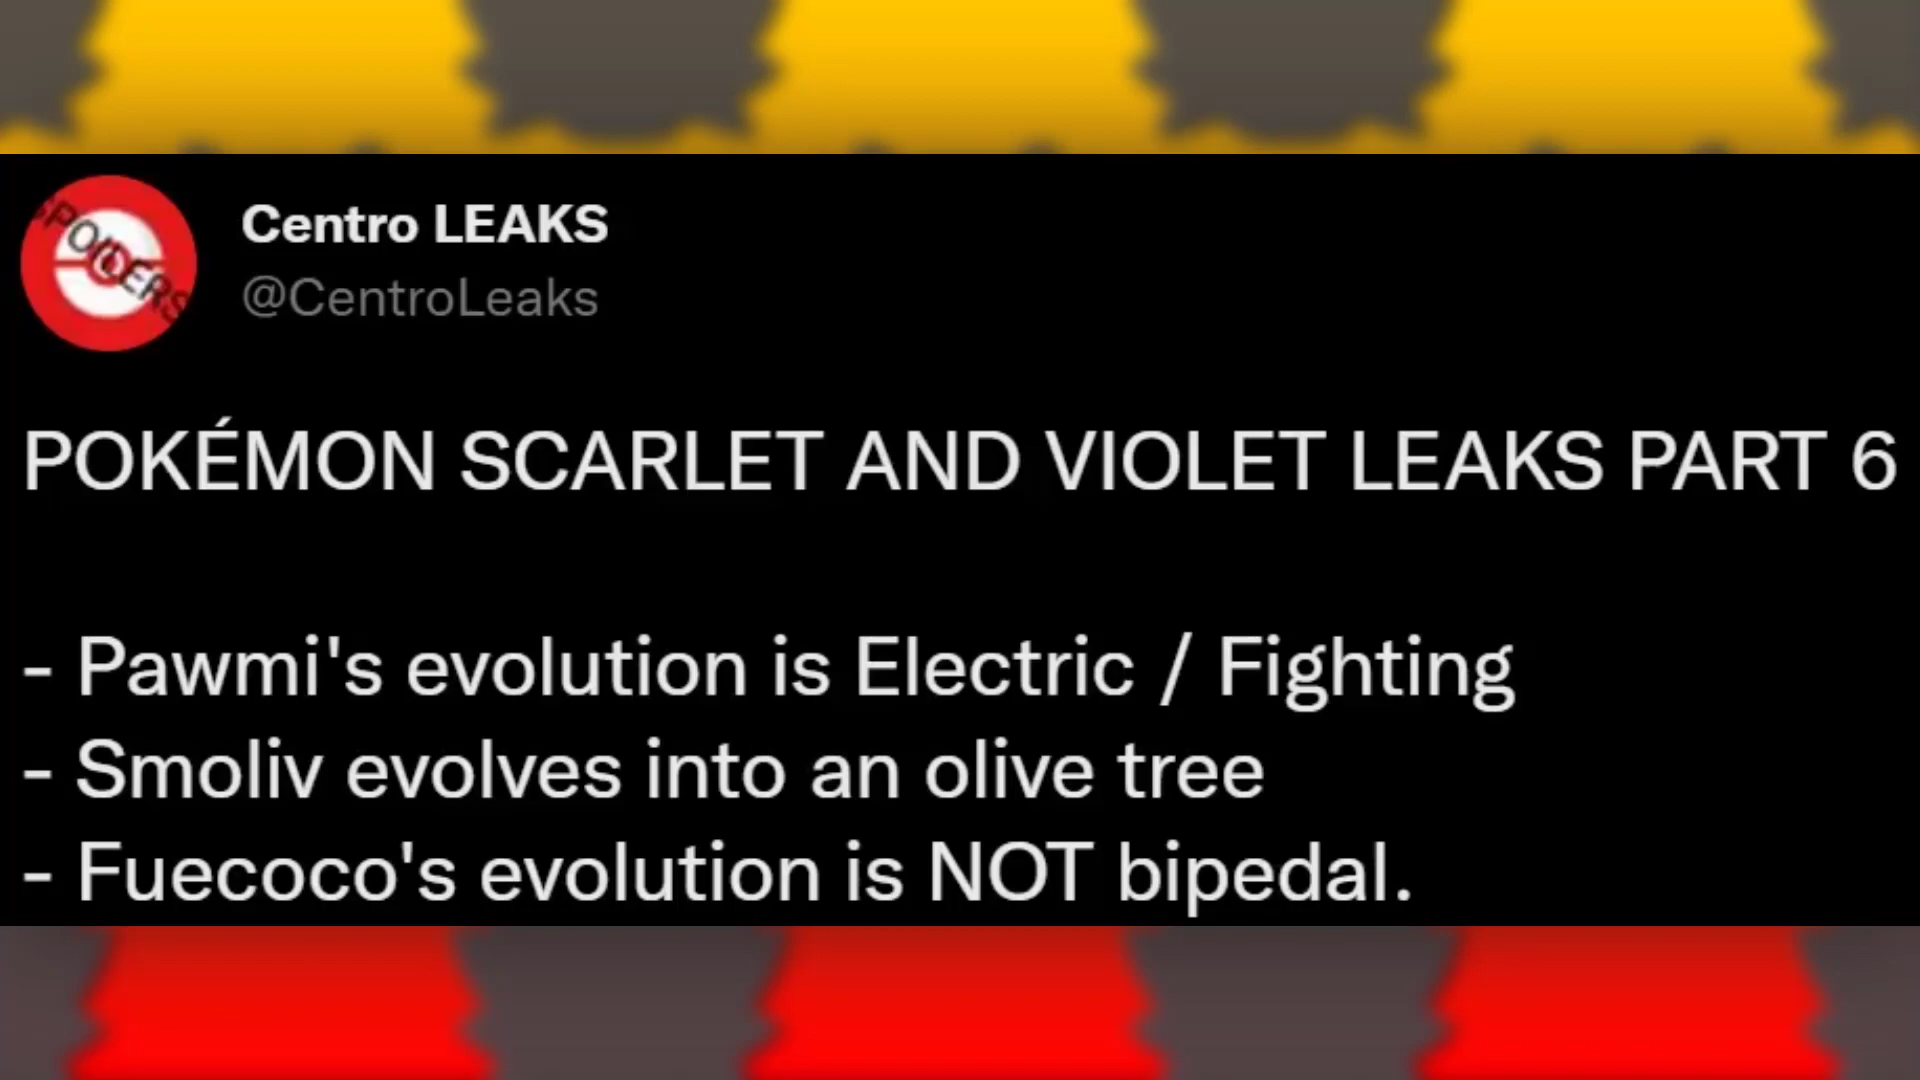 SPOILERS
Centro LEAKS
@CentroLeaks
POKÉMON SCARLET AND VIOLET LEAKS PART 6
- Pawmi's evolution is Electric / Fighting
- Smoliv evolves into an olive tree
- Fuecoco's evolution is NOT bipedal.